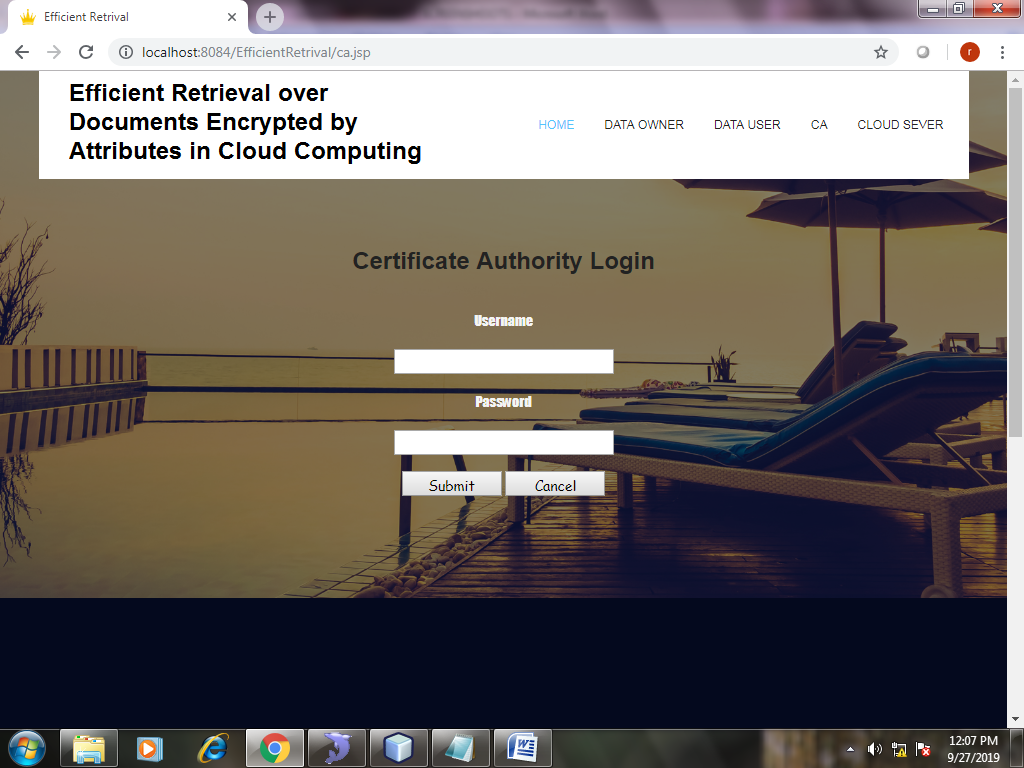 Efficient Retrival
localhost:8084/EfficientRetrival/ca.jsp
r
Efficient Retrieval over
Documents Encrypted by
Attributes in Cloud Computing
HOME DATA OWNER DATA USER CA CLOUD SEVER
Certificate Authority Login
Username
Password
Submit Cancel
12:07 PM
9/27/2019